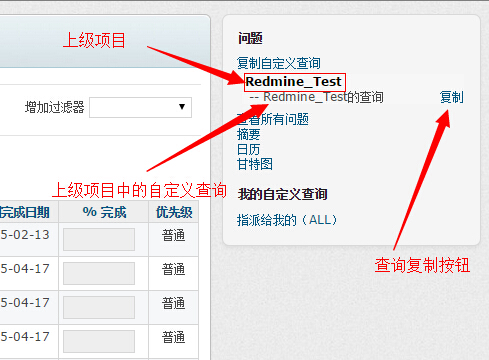 上级项目
增加过滤器
完成日期 % 完成 优先级
5-02-13 普通
5-04-17 普通
5-04-17 普通
5-04-17 普通
上级项目中的自定义查询
问题
复制自定义查询
Redmine_Test
-- Redmine_Test的查询 复制
查看所有问题
摘要
日历
甘特图
我的自定义查询
指派给我的（ALL）
查询复制按钮